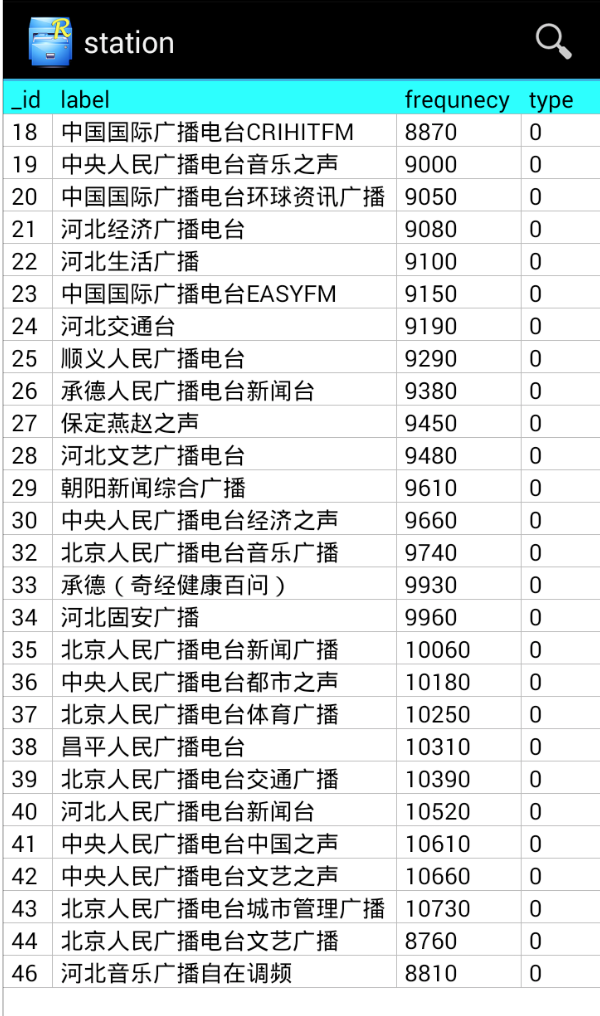 R
station
_id label frequnecy type
18 中国国际广播电台CRIHITFM 8870 0
19 中央人民广播电台音乐之声 9000 0
20 中国国际广播电台环球资讯广播 9050 0
21 河北经济广播电台 9080 0
22 河北生活广播 9100 0
23 中国国际广播电台EASYFM 9150 0
24 河北交通台 9190 0
25 顺义人民广播电台 9290 0
26 承德人民广播电台新闻台 9380 0
27 保定燕赵之声 9450 0
28 河北文艺广播电台 9480 0
29 朝阳新闻综合广播 9610 0
30 中央人民广播电台经济之声 9660 0
32 北京人民广播电台音乐广播 9740 0
33 承德（奇经健康百问） 9930 0
34 河北固安广播 9960 0
35 北京人民广播电台新闻广播 10060 0
36 中央人民广播电台都市之声 10180 0
37 北京人民广播电台体育广播 10250 0
38 昌平人民广播电台 10310 0
39 北京人民广播电台交通广播 10390 0
40 河北人民广播电台新闻台 10520 0
41 中央人民广播电台中国之声 10610 0
42 中央人民广播电台文艺之声 10660 0
43 北京人民广播电台城市管理广播 10730 0
44 北京人民广播电台文艺广播 8760 0
46 河北音乐广播自在调频 8810 0